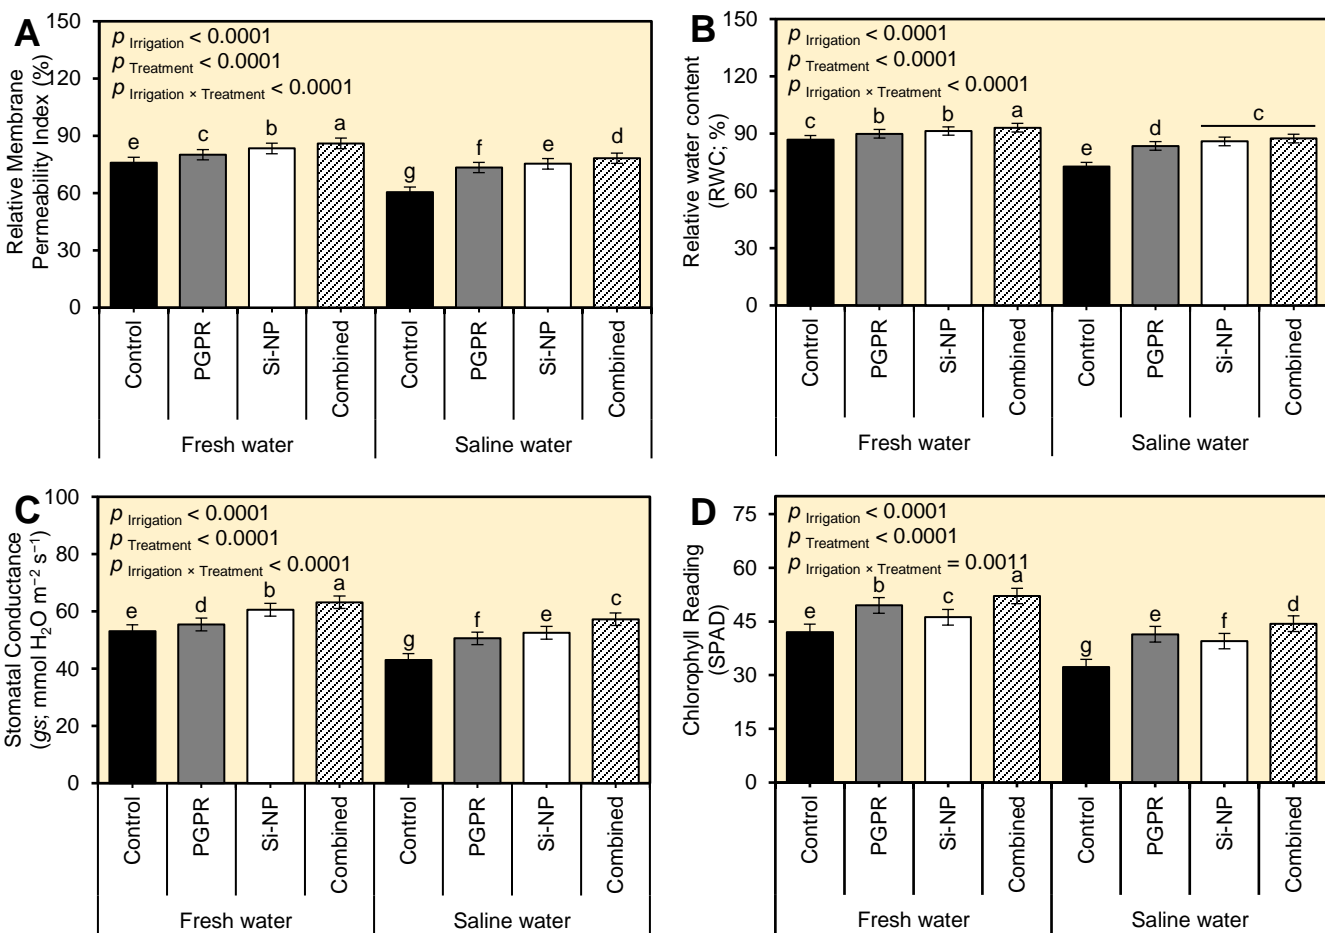 A
Relative Membrane
Permeability Index (%)
150
120
90
60
30
0
p Irrigation < 0.0001
p Treatment < 0.0001
p Irrigation × Treatment < 0.0001
e c b a g f e d
Control PGPR Si-NP Combined Control PGPR Si-NP Combined
Fresh water Saline water
B
Relative water content
(RWC; %)
150
120
90
60
30
0
p Irrigation < 0.0001
p Treatment < 0.0001
p Irrigation × Treatment < 0.0001
c b b a e d c
Control PGPR Si-NP Combined Control PGPR Si-NP Combined
Fresh water Saline water
C
Stomatal Conductance
(gs; mmol H₂O m⁻² s⁻¹)
100
80
60
40
20
0
p Irrigation < 0.0001
p Treatment < 0.0001
p Irrigation × Treatment < 0.0001
e d b a g f e c
Control PGPR Si-NP Combined Control PGPR Si-NP Combined
Fresh water Saline water
D
Chlorophyll Reading
(SPAD)
75
60
45
30
15
0
p Irrigation < 0.0001
p Treatment < 0.0001
p Irrigation × Treatment = 0.0011
e b c a g e f d
Control PGPR Si-NP Combined Control PGPR Si-NP Combined
Fresh water Saline water